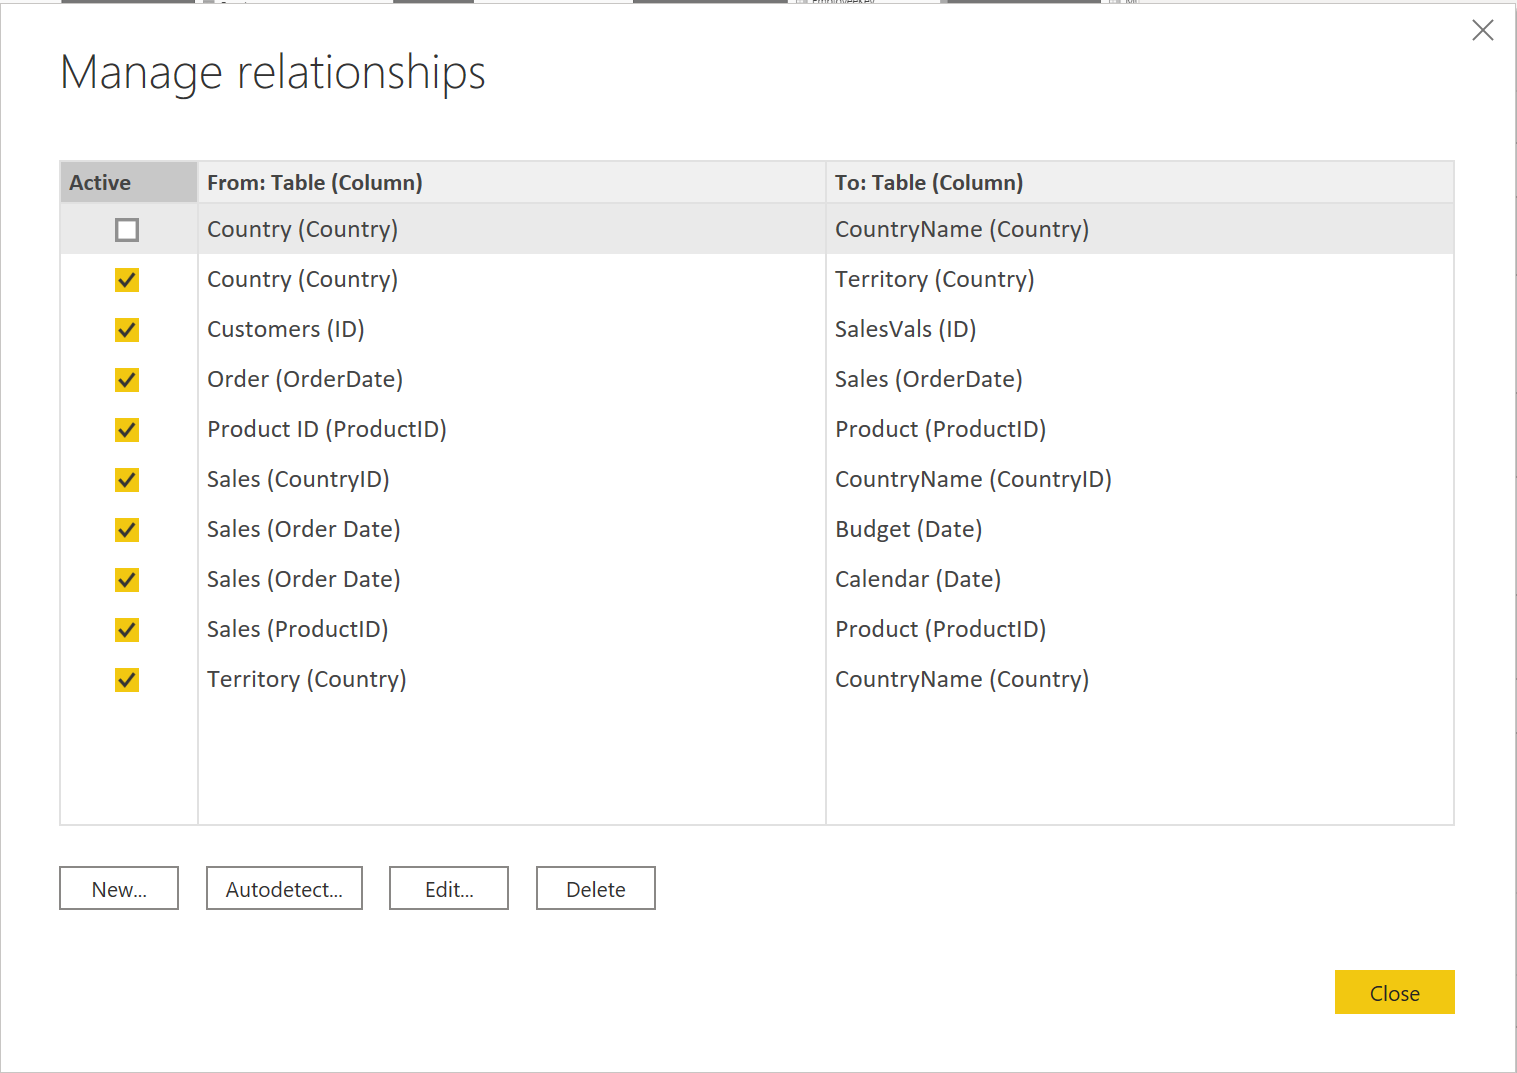 Manage relationships
Active From: Table (Column) To: Table (Column)
Country (Country) CountryName (Country)
Country (Country) Territory (Country)
Customers (ID) SalesVals (ID)
Order (OrderDate) Sales (OrderDate)
Product ID (ProductID) Product (ProductID)
Sales (CountryID) CountryName (CountryID)
Sales (Order Date) Budget (Date)
Sales (Order Date) Calendar (Date)
Sales (ProductID) Product (ProductID)
Territory (Country) CountryName (Country)
New... Autodetect... Edit... Delete
Close